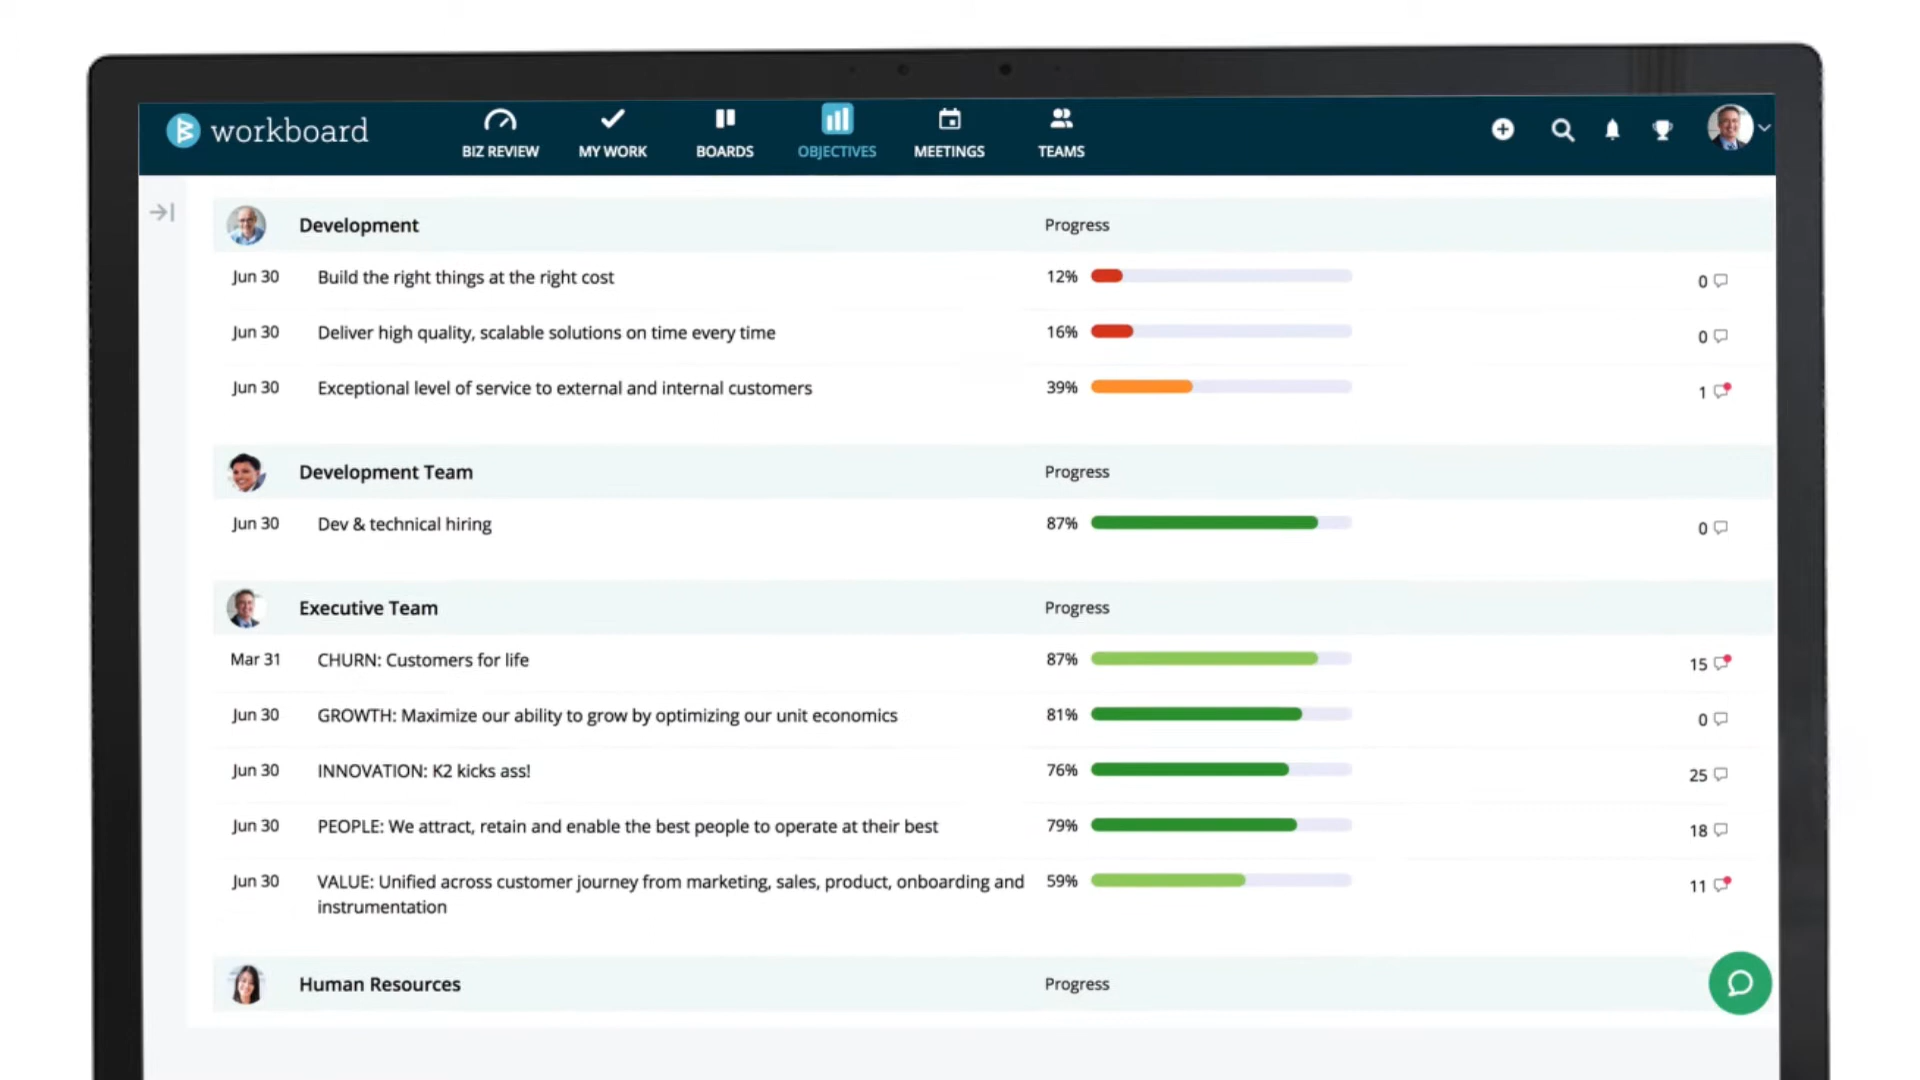 workboard
BIZ REVIEW
MY WORK
BOARDS
OBJECTIVES
MEETINGS
TEAMS
Development Progress
Jun 30 Build the right things at the right cost 12% 0
Jun 30 Deliver high quality, scalable solutions on time every time 16% 0
Jun 30 Exceptional level of service to external and internal customers 39% 1
Development Team Progress
Jun 30 Dev & technical hiring 87% 0
Executive Team Progress
Mar 31 CHURN: Customers for life 87% 15
Jun 30 GROWTH: Maximize our ability to grow by optimizing our unit economics 81% 0
Jun 30 INNOVATION: K2 kicks ass! 76% 25
Jun 30 PEOPLE: We attract, retain and enable the best people to operate at their best 79% 18
Jun 30 VALUE: Unified across customer journey from marketing, sales, product, onboarding and 59% 11
instrumentation
Human Resources Progress